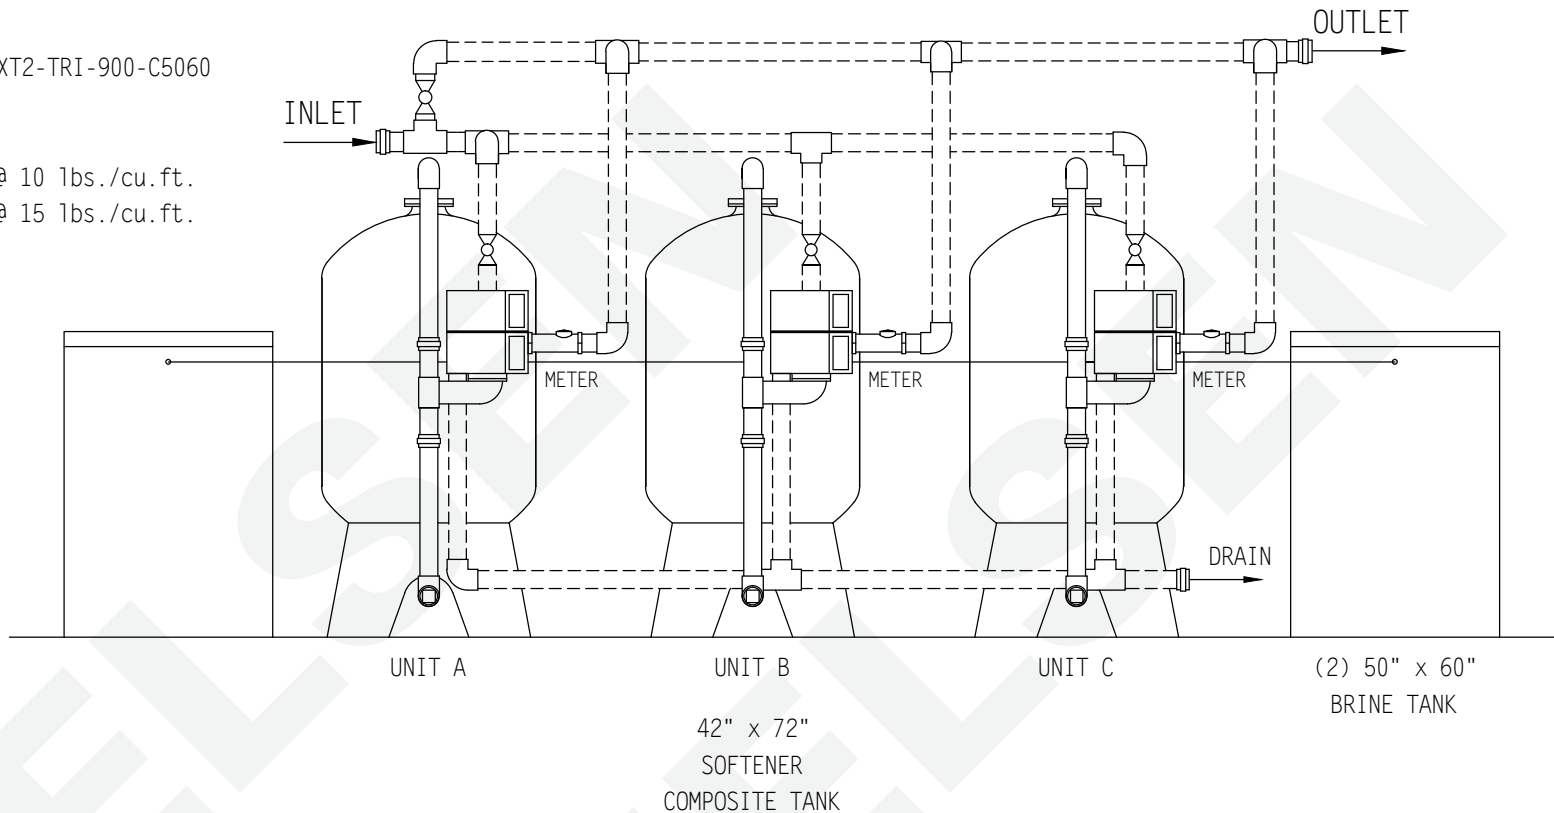 OUTLET
XT2-TRI-900-C5060
INLET
@ 10 lbs./cu.ft.
@ 15 lbs./cu.ft.
METER
METER
METER
DRAIN
UNIT A
UNIT B
UNIT C
(2) 50" x 60"
BRINE TANK
42" x 72"
SOFTENER
COMPOSITE TANK